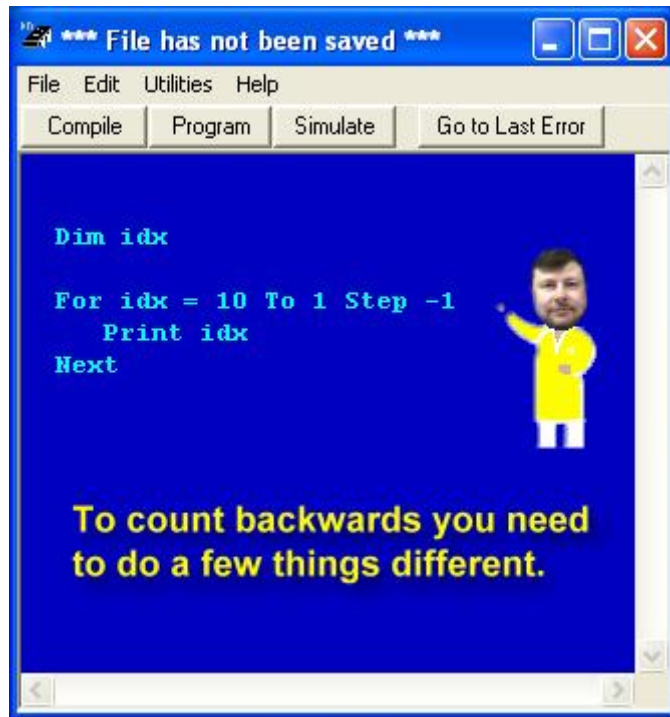 *** File has not been saved ***
File Edit Utilities Help
Compile Program Simulate Go to Last Error
Dim idx
For idx = 10 To 1 Step -1
Print idx
Next
To count backwards you need
to do a few things different.